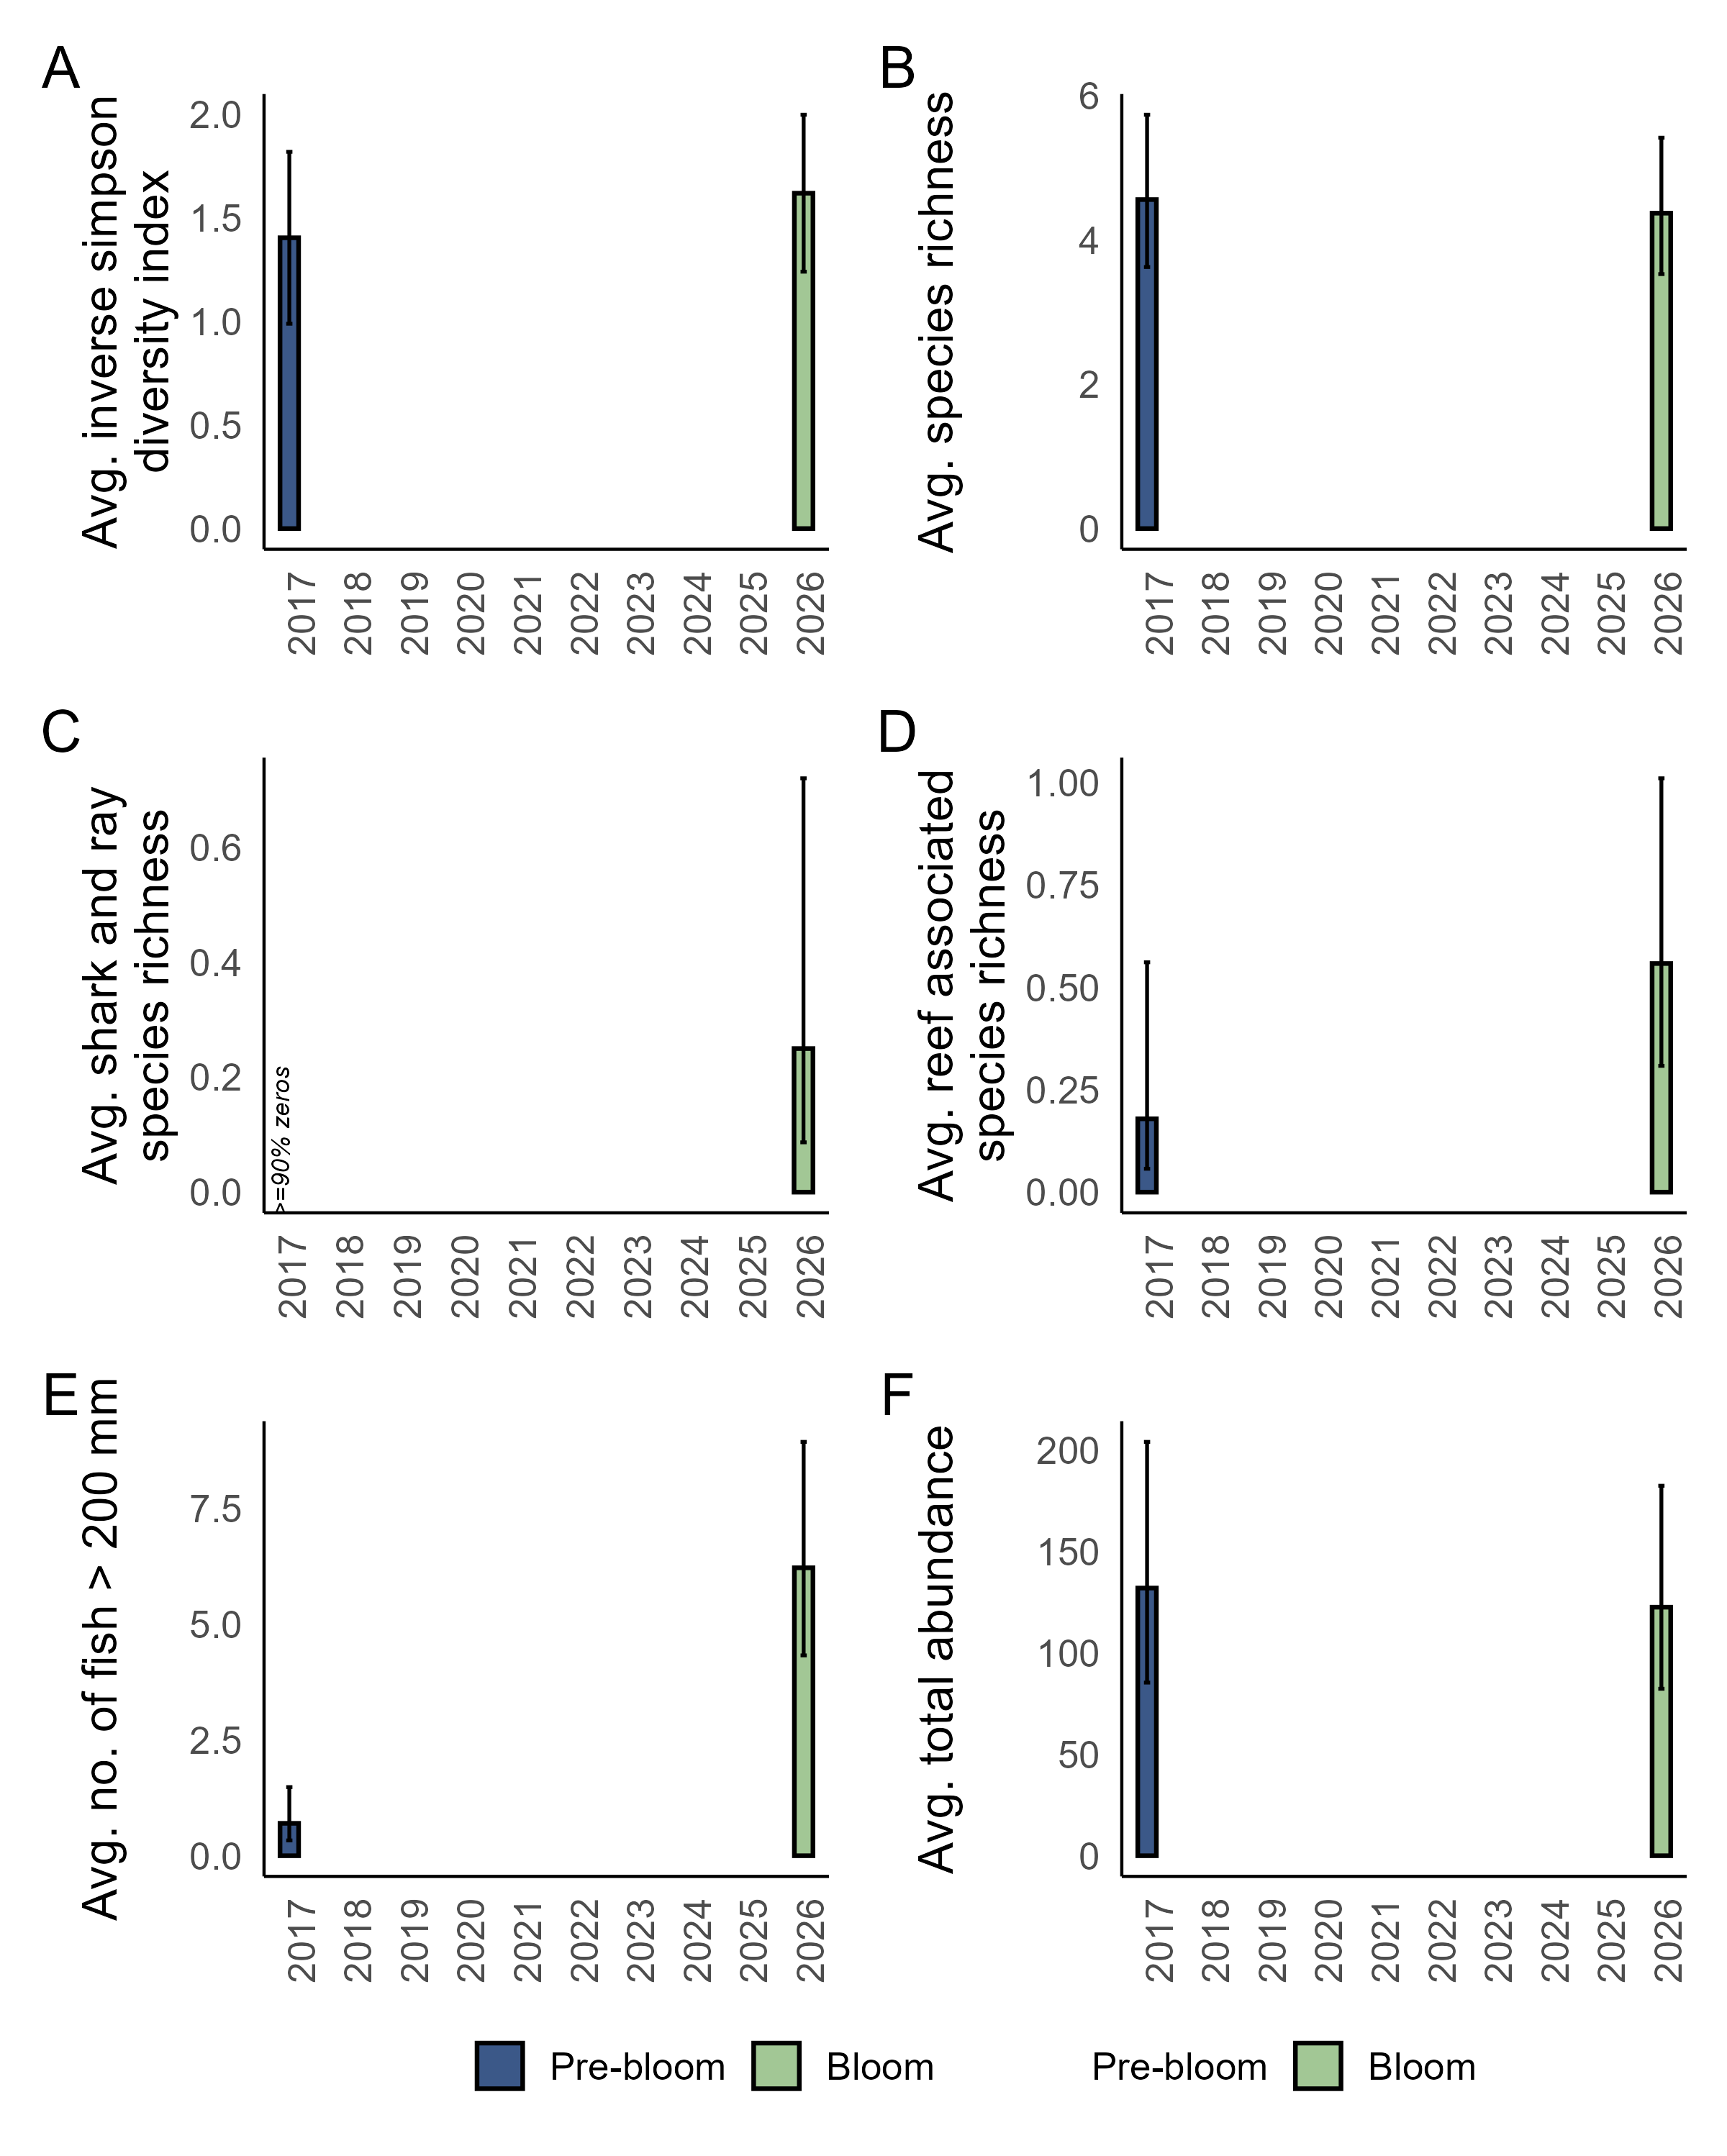 A
Avg. inverse simpson
diversity index
2.0
1.5
1.0
0.5
0.0
2017 2018 2019 2020 2021 2022 2023 2024 2025 2026
B
Avg. species richness
6
4
2
0
2017 2018 2019 2020 2021 2022 2023 2024 2025 2026
C
Avg. shark and ray
species richness
0.6
0.4
0.2
0.0
>=90% zeros
2017 2018 2019 2020 2021 2022 2023 2024 2025 2026
D
Avg. reef associated
species richness
1.00
0.75
0.50
0.25
0.00
2017 2018 2019 2020 2021 2022 2023 2024 2025 2026
E
Avg. no. of fish > 200 mm
7.5
5.0
2.5
0.0
2017 2018 2019 2020 2021 2022 2023 2024 2025 2026
F
Avg. total abundance
200
150
100
50
0
2017 2018 2019 2020 2021 2022 2023 2024 2025 2026
Pre-bloom Bloom Pre-bloom Bloom